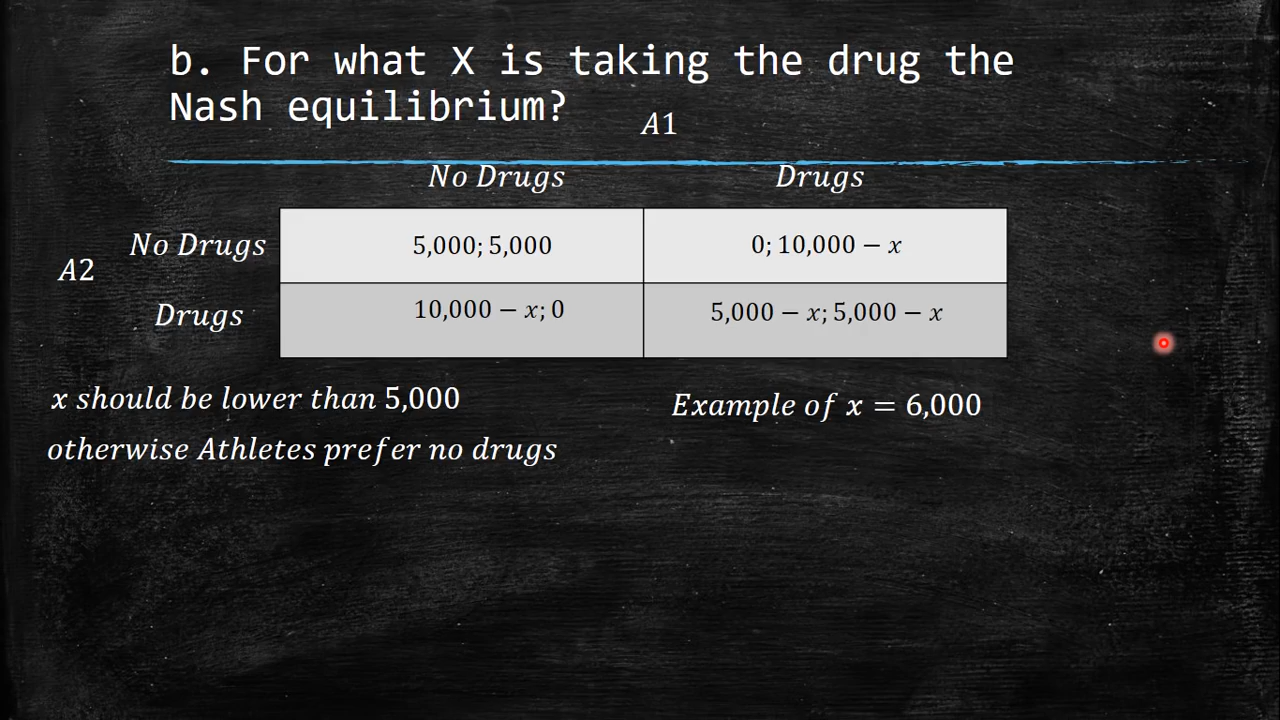 b. For what X is taking the drug the
Nash equilibrium?
A1
No Drugs Drugs
No Drugs 5,000; 5,000 0; 10,000 − x
A2
Drugs 10,000 − x; 0 5,000 − x; 5,000 − x
x should be lower than 5,000
otherwise Athletes prefer no drugs
Example of x = 6,000